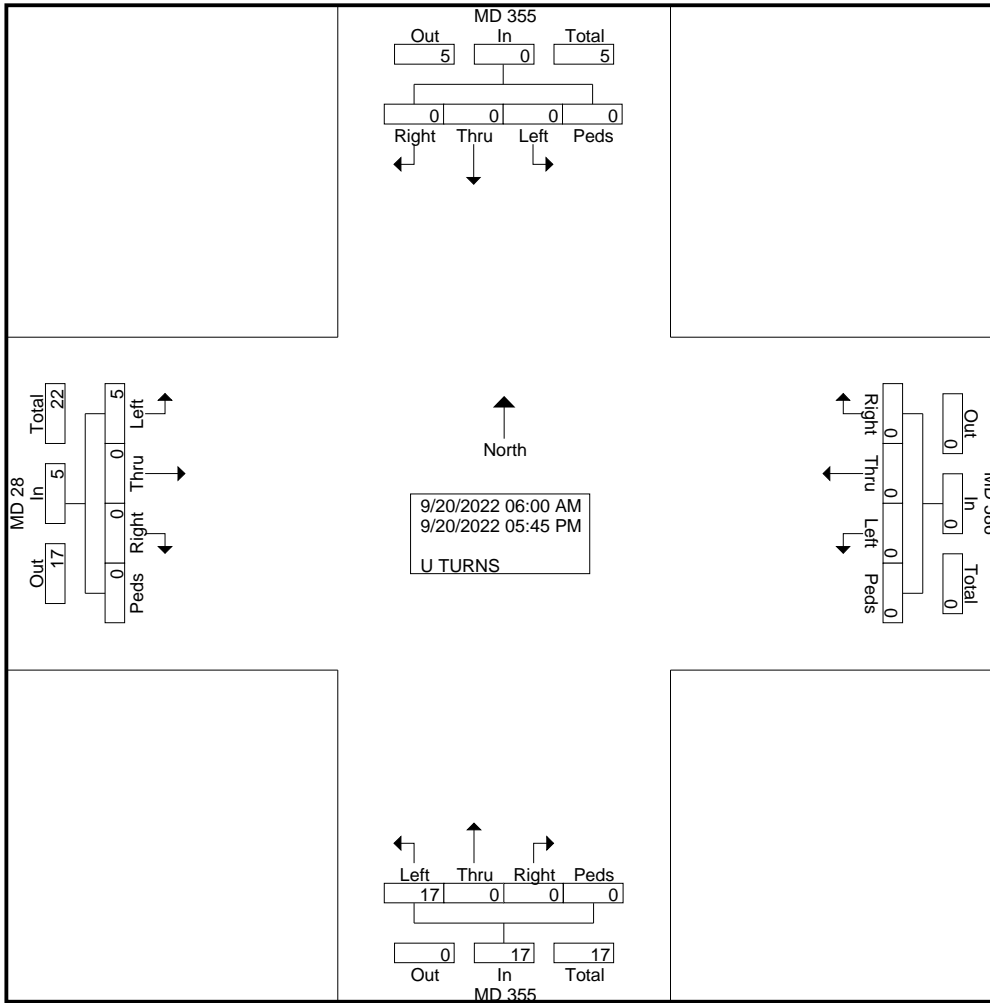 MD 355
Out In Total
5 0 5
0 0 0 0
Right Thru Left Peds
North
9/20/2022 06:00 AM
9/20/2022 05:45 PM
U TURNS
MD 28
Total In Out
22 5 17
5 0 0 0
Left Thru Right Peds
Right Thru Left Peds
0 0 0 0
Out In Total
0 0 0
Left Thru Right Peds
17 0 0 0
0 17 17
Out In Total
MD 355